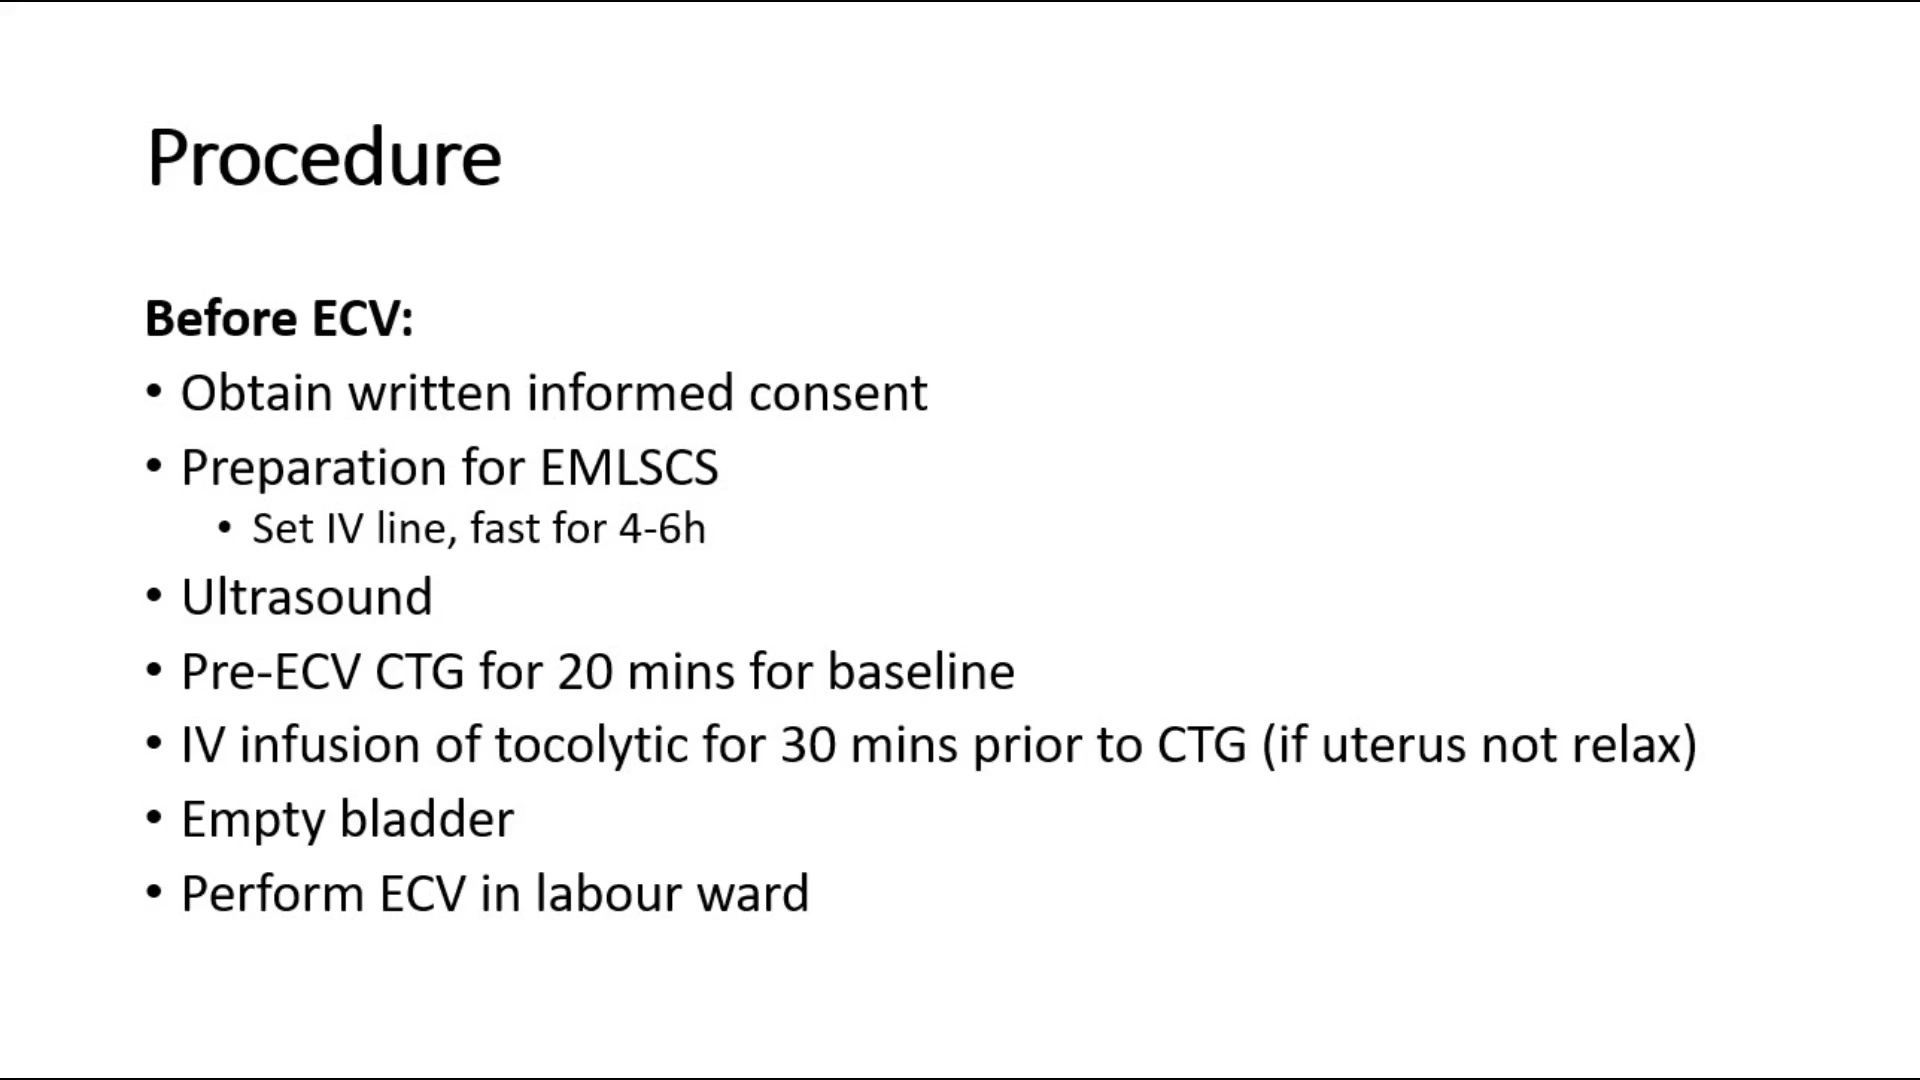 Procedure
Before ECV:
• Obtain written informed consent
• Preparation for EMLSCS
• Set IV line, fast for 4-6h
• Ultrasound
• Pre-ECV CTG for 20 mins for baseline
• IV infusion of tocolytic for 30 mins prior to CTG (if uterus not relax)
• Empty bladder
• Perform ECV in labour ward